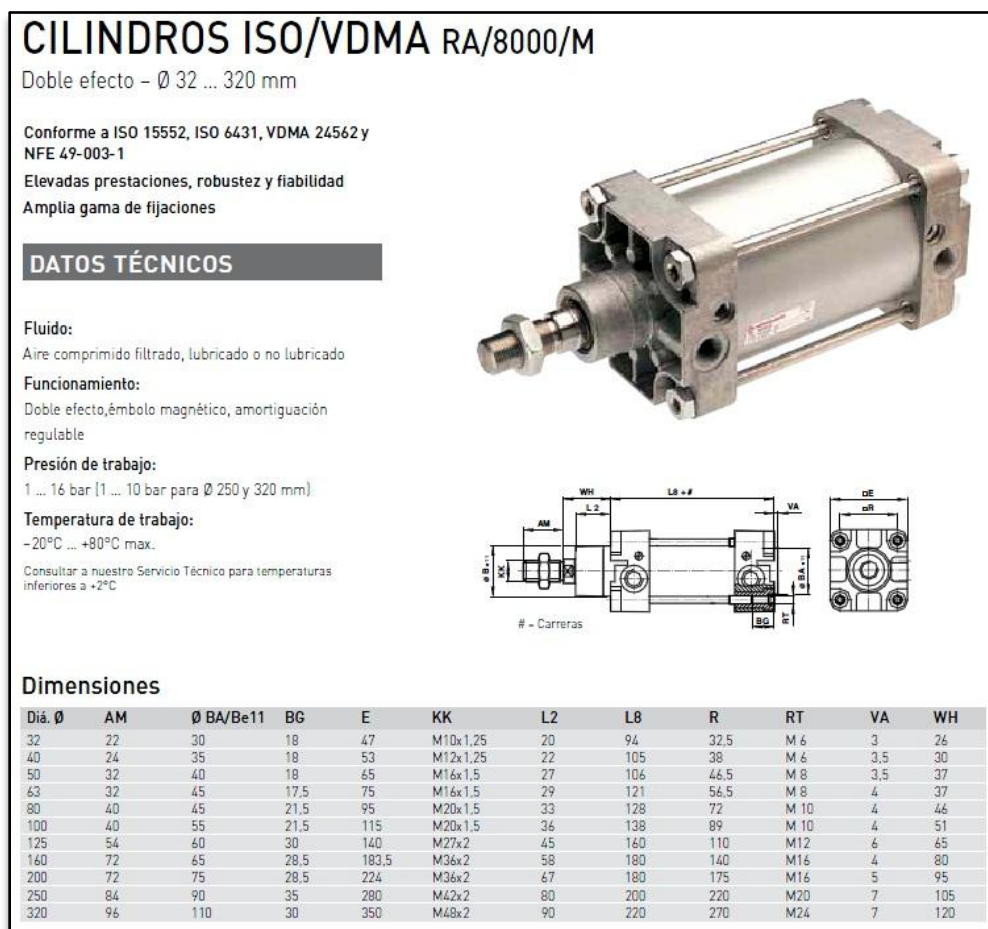 CILINDROS ISO/VDMA RA/8000/M
Doble efecto – Ø 32 ... 320 mm
Conforme a ISO 15552, ISO 6431, VDMA 24562 y
NFE 49-003-1
Elevadas prestaciones, robustez y fiabilidad
Amplia gama de fijaciones
DATOS TÉCNICOS
Fluido:
Aire comprimido filtrado, lubricado o no lubricado
Funcionamiento:
Doble efecto,émbolo magnético, amortiguación
regulable
Presión de trabajo:
1 ... 16 bar (1 ... 10 bar para Ø 250 y 320 mm)
Temperatura de trabajo:
-20°C ... +80°C max.
Consultar a nuestro Servicio Técnico para temperaturas
inferiores a +2°C
WH L8 + #
L 2 VA
AM
□E
□R
ø B e11
KK
ø BA e11
BG
RT
# - Carreras
Dimensiones
Diá. Ø AM Ø BA/Be11 BG E KK L2 L8 R RT VA WH
32 22 30 18 47 M10x1,25 20 94 32,5 M 6 3 26
40 24 35 18 53 M12x1,25 22 105 38 M 6 3,5 30
50 32 40 18 65 M16x1,5 27 106 46,5 M 8 3,5 37
63 32 45 17,5 75 M16x1,5 29 121 56,5 M 8 4 37
80 40 45 21,5 95 M20x1,5 33 128 72 M 10 4 46
100 40 55 21,5 115 M20x1,5 36 138 89 M 10 4 51
125 54 60 30 140 M27x2 45 160 110 M12 6 65
160 72 65 28,5 183,5 M36x2 58 180 140 M16 4 80
200 72 75 28,5 224 M36x2 67 180 175 M16 5 95
250 84 90 35 280 M42x2 80 200 220 M20 7 105
320 96 110 30 350 M48x2 90 220 270 M24 7 120